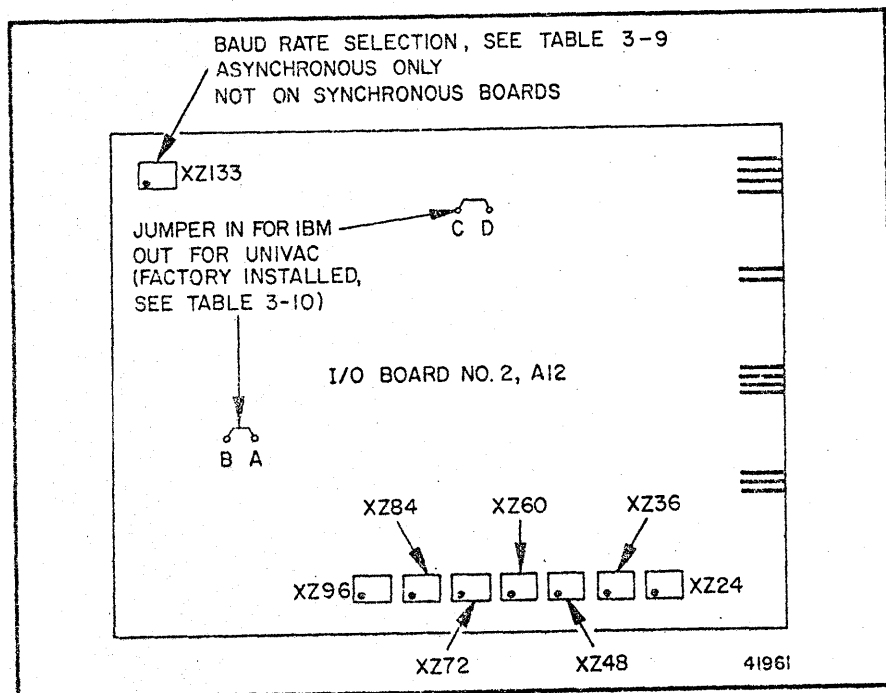 BAUD RATE SELECTION, SEE TABLE 3-9
ASYNCHRONOUS ONLY
NOT ON SYNCHRONOUS BOARDS
XZ133
JUMPER IN FOR IBM
OUT FOR UNIVAC
(FACTORY INSTALLED,
SEE TABLE 3-10)
C D
I/O BOARD NO. 2, A12
B A
XZ84 XZ60 XZ36
XZ96 XZ24
XZ72 XZ48
41961